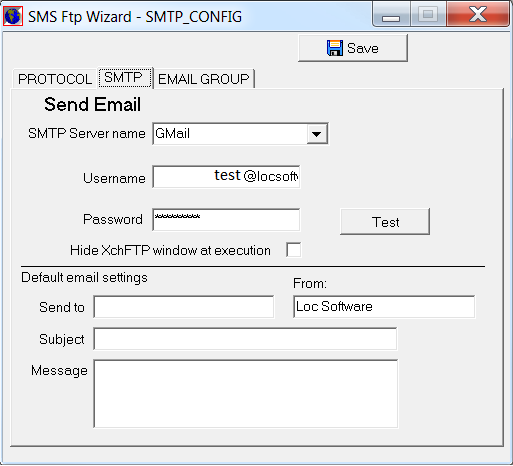 SMS Ftp Wizard - SMTP_CONFIG
Save
PROTOCOL SMTP EMAIL GROUP
Send Email
SMTP Server name GMail
Username test @locsoftw
Password **********
Test
Hide XchFTP window at execution
Default email settings
From:
Send to Loc Software
Subject
Message